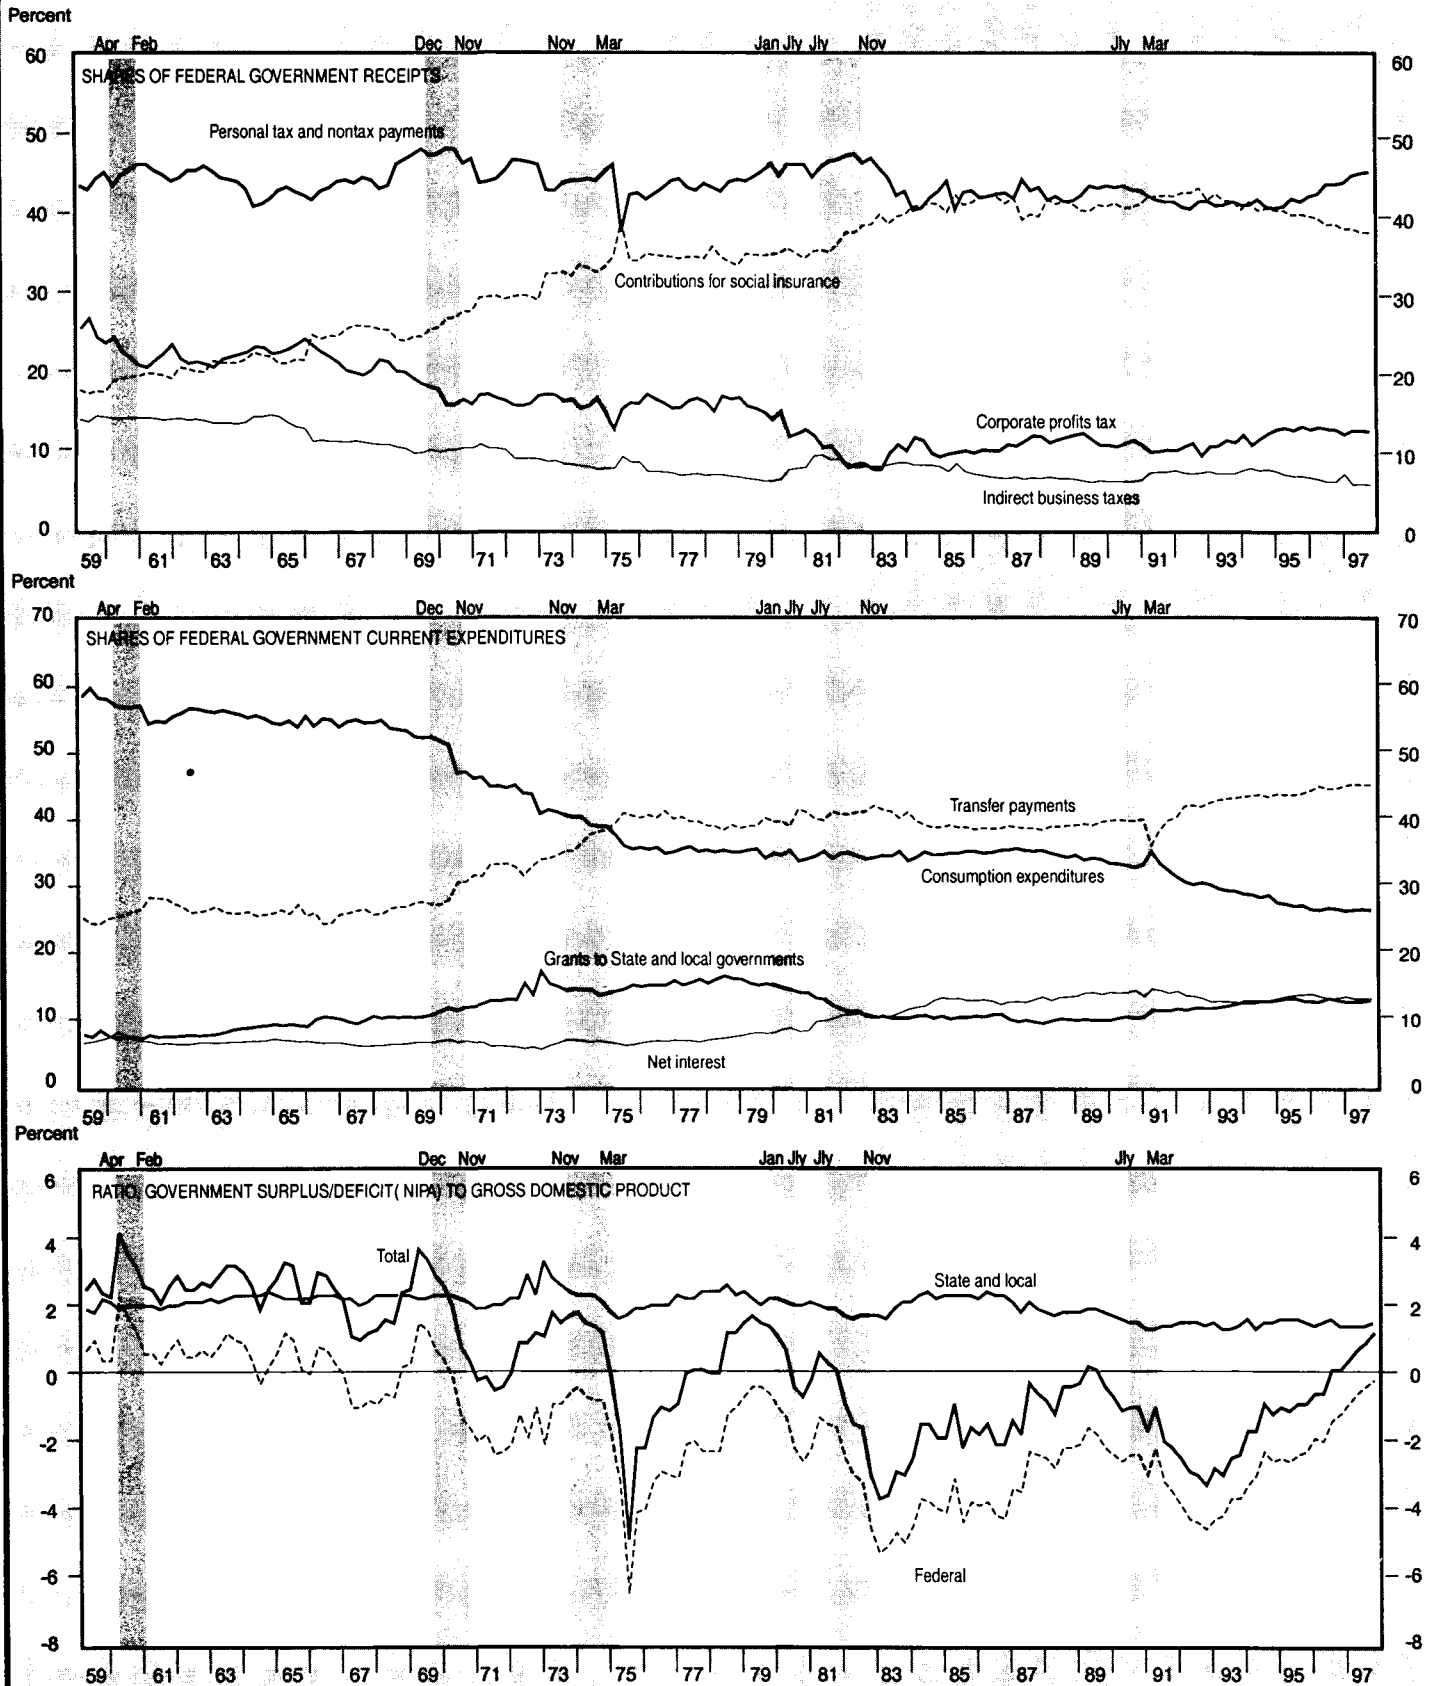 Percent
Apr Feb Dec Nov Nov Mar Jan Jly Jly Nov Jly Mar
60 60
SHARES OF FEDERAL GOVERNMENT RECEIPTS
Personal tax and nontax payments
50 50
40 40
Contributions for social insurance
30 30
20 20
Corporate profits tax
10 10
Indirect business taxes
0 0
59 61 63 65 67 69 71 73 75 77 79 81 83 85 87 89 91 93 95 97
Percent
Apr Feb Dec Nov Nov Mar Jan Jly Jly Nov Jly Mar
70 70
SHARES OF FEDERAL GOVERNMENT CURRENT EXPENDITURES
60 60
50 50
Transfer payments
40 40
Consumption expenditures
30 30
20 20
Grants to State and local governments
10 10
Net interest
0 0
59 61 63 65 67 69 71 73 75 77 79 81 83 85 87 89 91 93 95 97
Percent
Apr Feb Dec Nov Nov Mar Jan Jly Jly Nov Jly Mar
6 6
RATIO, GOVERNMENT SURPLUS/DEFICIT( NIPA) TO GROSS DOMESTIC PRODUCT
4 4
Total
State and local
2 2
0 0
-2 -2
-4 -4
Federal
-6 -6
-8 -8
59 61 63 65 67 69 71 73 75 77 79 81 83 85 87 89 91 93 95 97